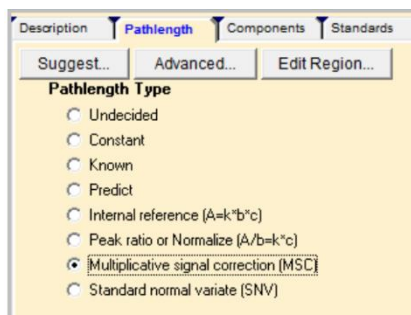 Description Pathlength Components Standards
Suggest... Advanced... Edit Region...
Pathlength Type
Undecided
Constant
Known
Predict
Internal reference (A=k*b*c)
Peak ratio or Normalize (A/b=k*c)
Multiplicative signal correction (MSC)
Standard normal variate (SNV)